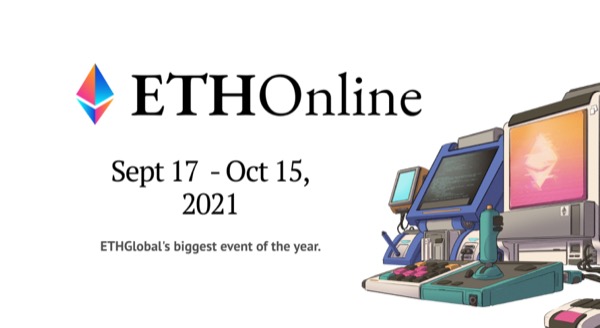 ETHOnline
Sept 17 - Oct 15,
2021
ETHGlobal's biggest event of the year.